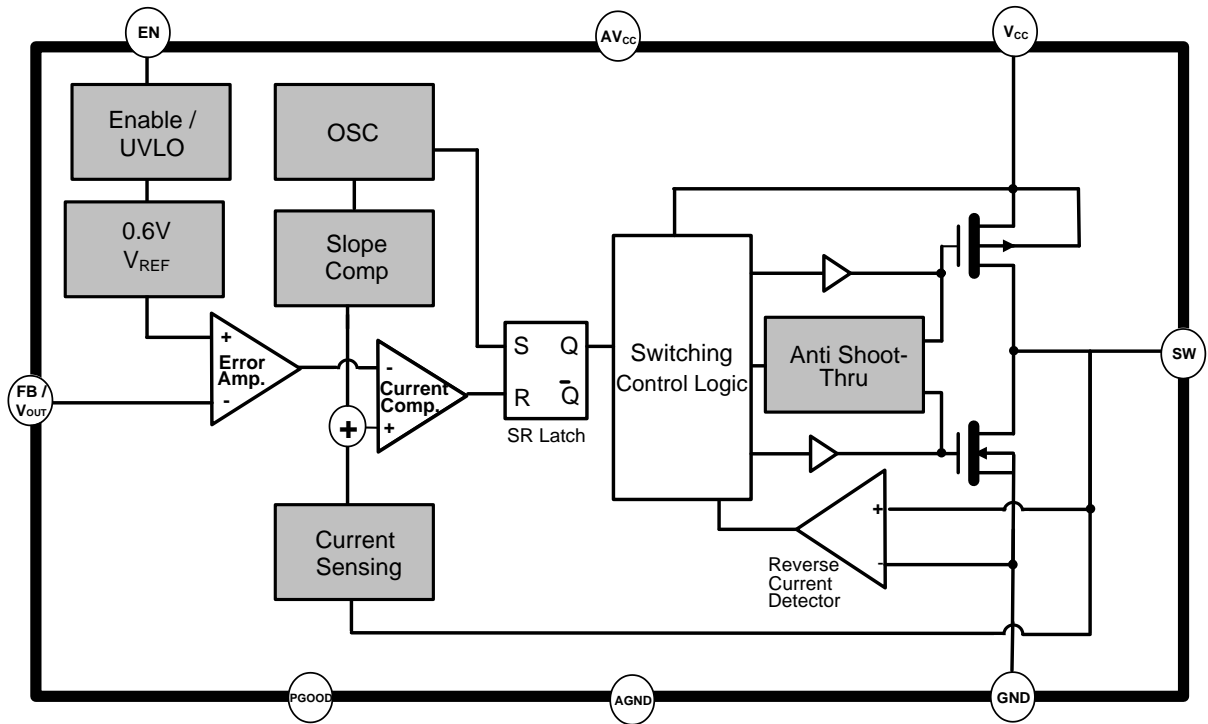 EN
AVCC
VCC
Enable /
UVLO
OSC
0.6V
VREF
Slope
Comp
+
Error
Amp.
-
FB /
VOUT
-
Current
Comp.
+
+
S Q
R Q̅
SR Latch
Switching
Control Logic
Anti Shoot-
Thru
SW
Current
Sensing
+
-
Reverse
Current
Detector
PGOOD
AGND
GND